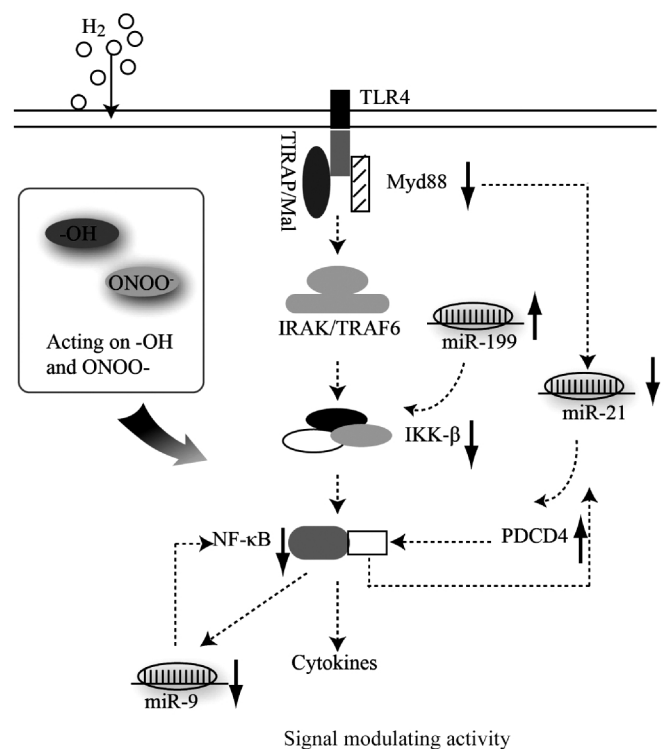 H2
TLR4
TIRAP/Mal
Myd88
-OH
ONOO-
Acting on -OH
and ONOO-
IRAK/TRAF6
miR-199
miR-21
IKK-β
NF-κB
PDCD4
Cytokines
miR-9
Signal modulating activity